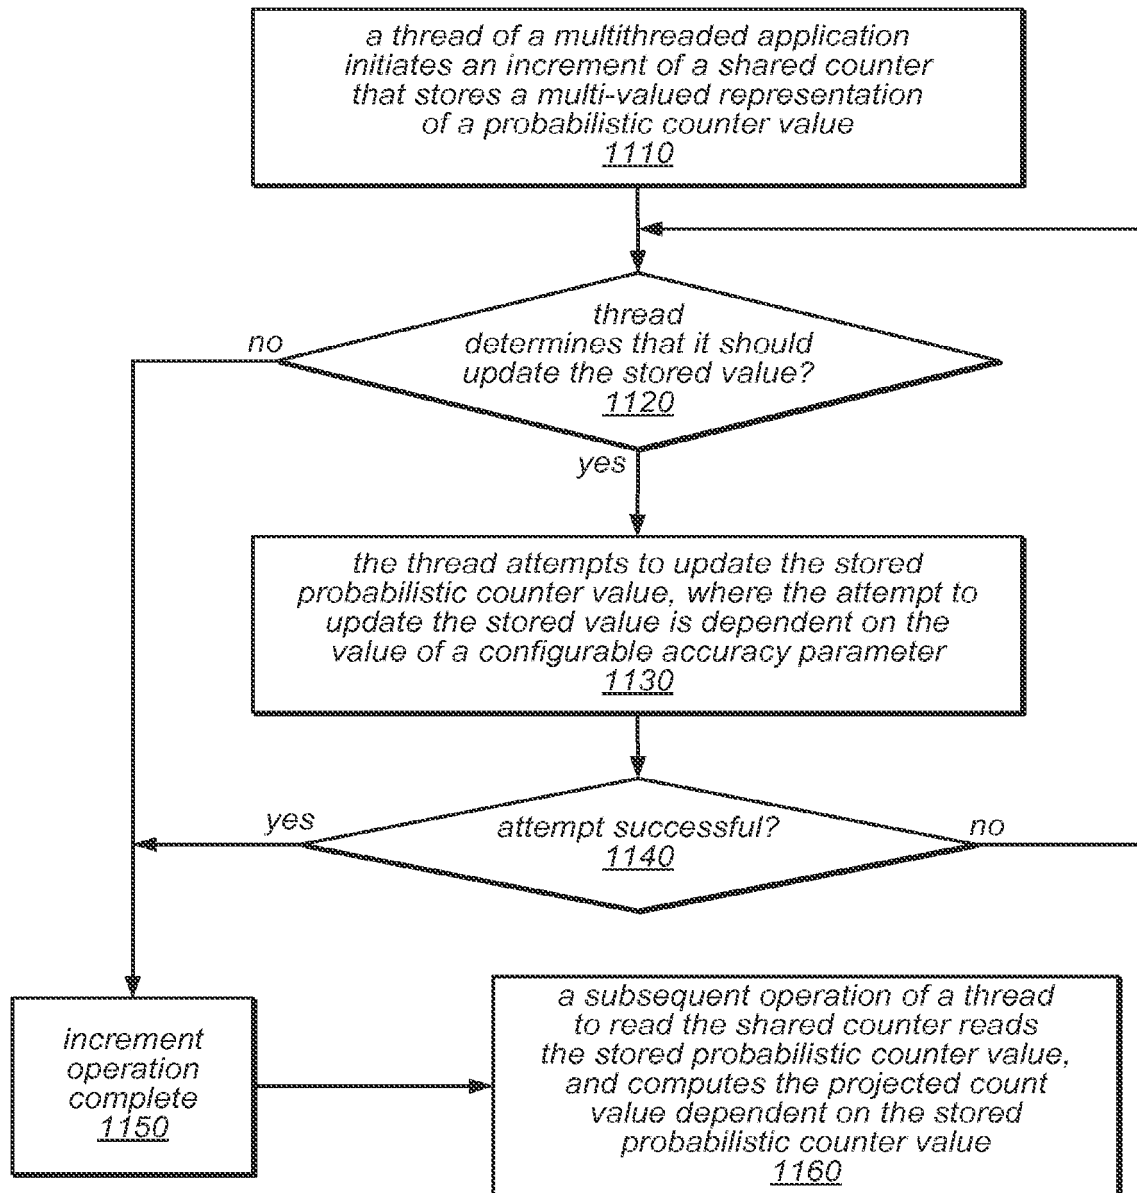 a thread of a multithreaded application
initiates an increment of a shared counter
that stores a multi-valued representation
of a probabilistic counter value
1110
thread
determines that it should
update the stored value?
1120
no
yes
the thread attempts to update the stored
probabilistic counter value, where the attempt to
update the stored value is dependent on the
value of a configurable accuracy parameter
1130
attempt successful?
1140
yes
no
increment
operation
complete
1150
a subsequent operation of a thread
to read the shared counter reads
the stored probabilistic counter value,
and computes the projected count
value dependent on the stored
probabilistic counter value
1160